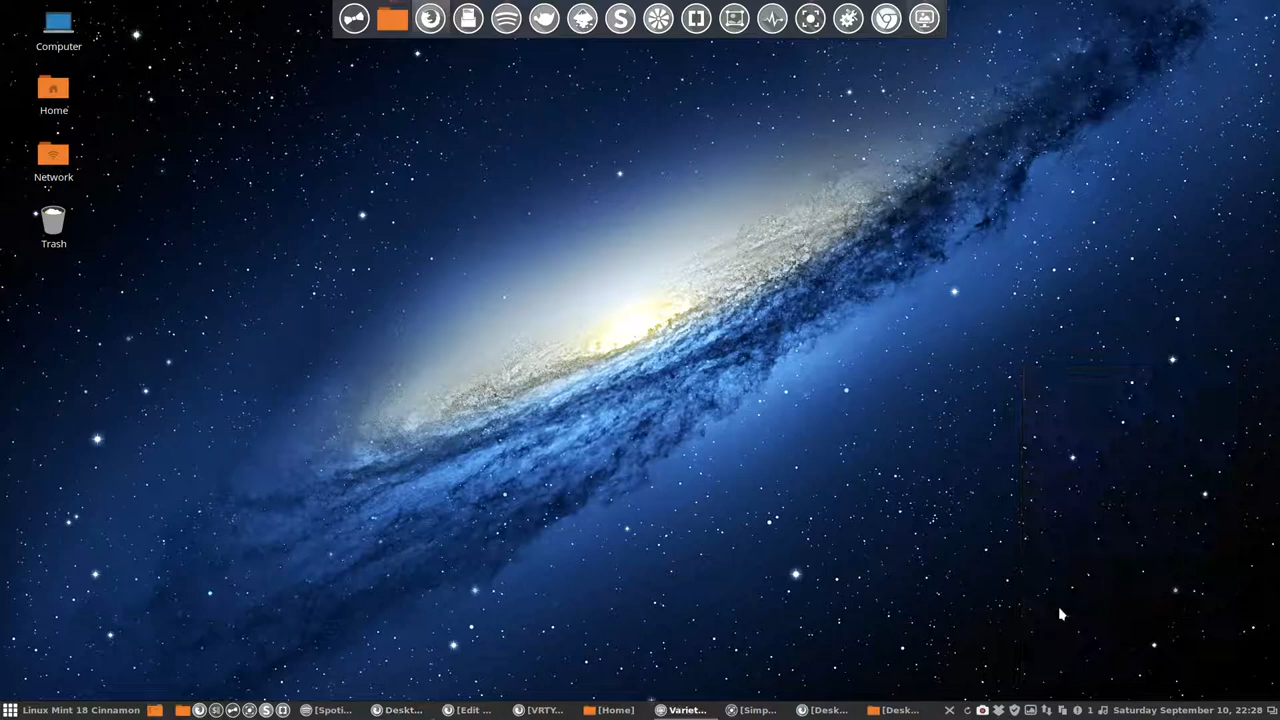 Computer
Home
Network
Trash
S
Linux Mint 18 Cinnamon
S
[Spoti...
Deskt...
[Edit ...
[VRTY...
[Home]
Variet...
[Simp...
[Desk...
[Desk...
1
Saturday September 10, 22:28